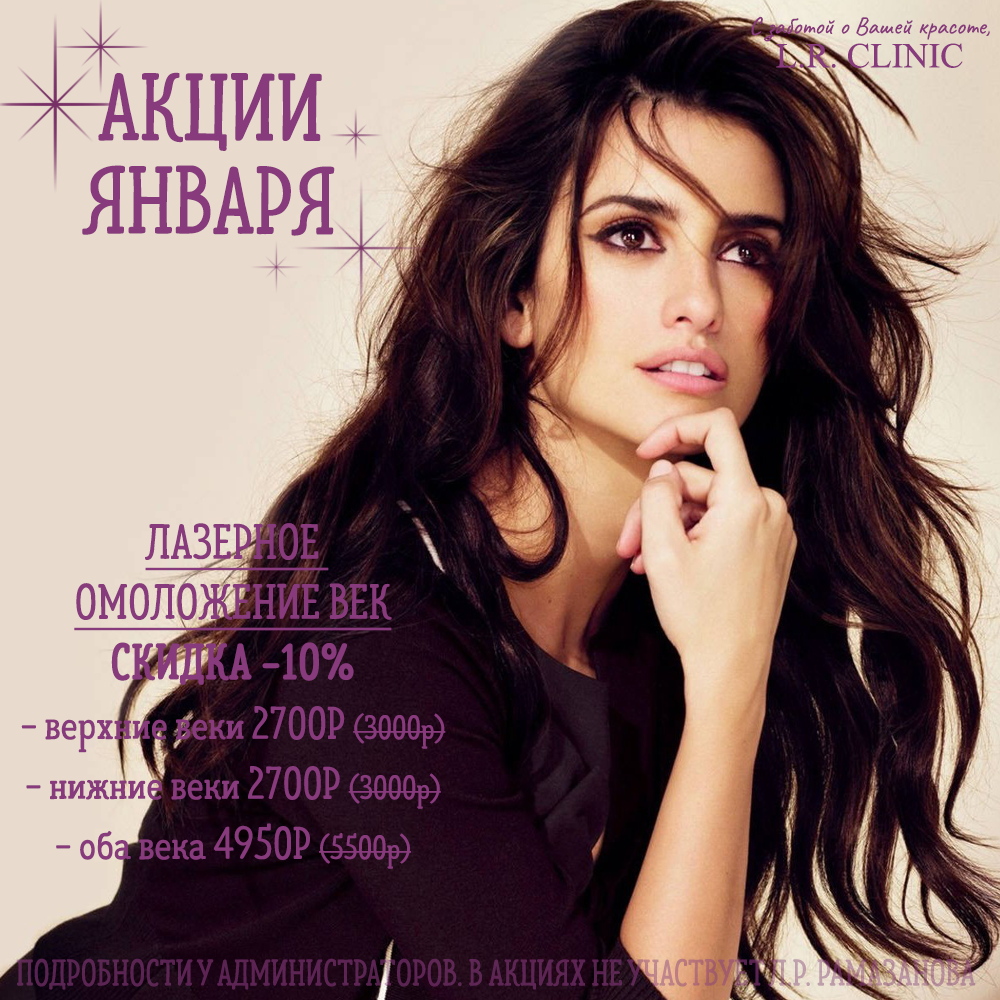 С заботой о Вашей красоте,
L.R. CLINIC
АКЦИИ
ЯНВАРЯ
ЛАЗЕРНОЕ
ОМОЛОЖЕНИЕ ВЕК
СКИДКА -10%
- верхние веки 2700Р (3000р)
- нижние веки 2700Р (3000р)
- оба века 4950Р (5500р)
ПОДРОБНОСТИ У АДМИНИСТРАТОРОВ. В АКЦИЯХ НЕ УЧАСТВУЕТ Л.Р. РАМАЗАНОВА